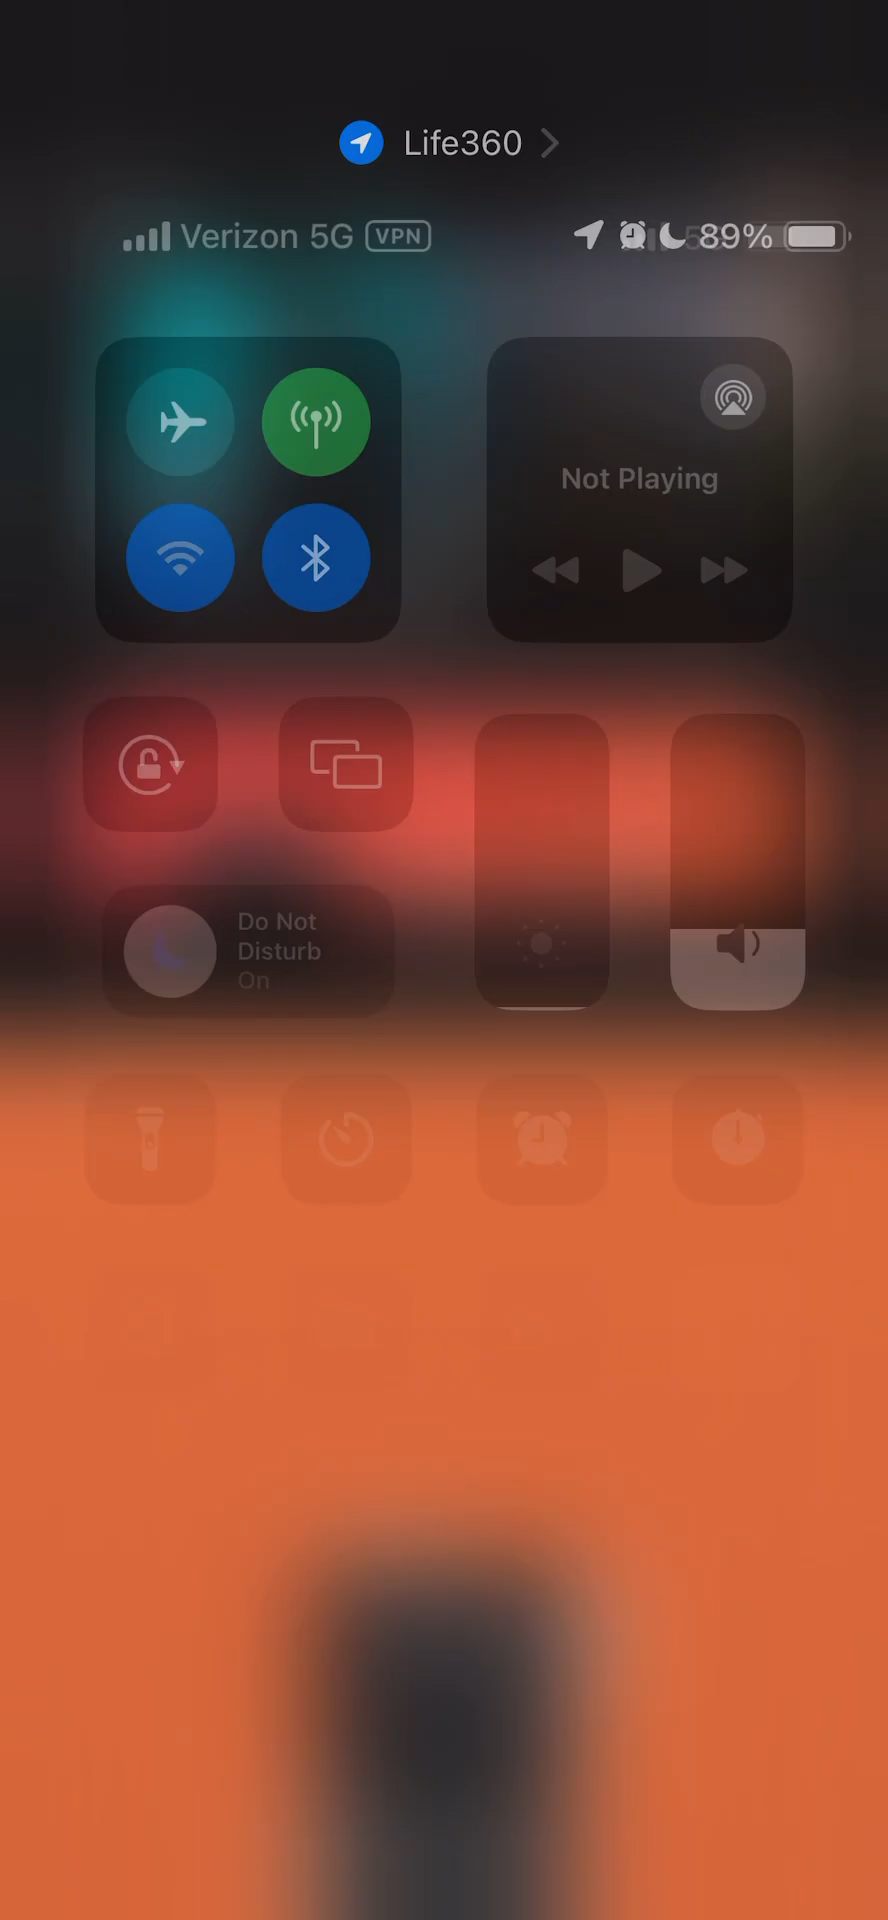 Life360
Verizon 5G VPN 89%
Not Playing
Do Not
Disturb
On